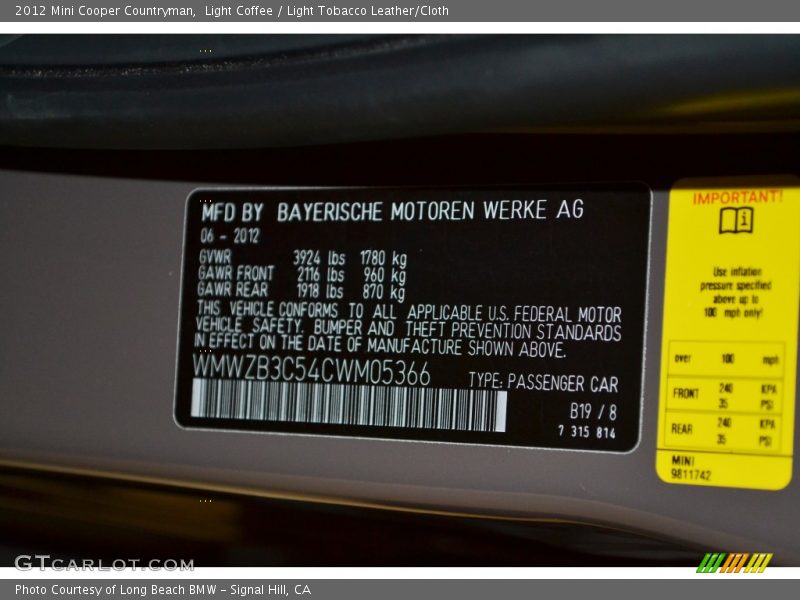 2012 Mini Cooper Countryman, Light Coffee / Light Tobacco Leather/Cloth
MFD BY BAYERISCHE MOTOREN WERKE AG
06 - 2012
GVWR 3924 lbs 1780 kg
GAWR FRONT 2116 lbs 960 kg
GAWR REAR 1918 lbs 870 kg
THIS VEHICLE CONFORMS TO ALL APPLICABLE U.S. FEDERAL MOTOR
VEHICLE SAFETY, BUMPER AND THEFT PREVENTION STANDARDS
IN EFFECT ON THE DATE OF MANUFACTURE SHOWN ABOVE.
WMWZB3C54CWM05366
TYPE: PASSENGER CAR
B19 / 8
7 315 814
IMPORTANT!
Use inflation
pressure specified
above up to
100 mph only!
over 100 mph
FRONT 240 KPA
35 PSI
REAR 240 KPA
35 PSI
MINI
9811742
GTCARLOT.COM
Photo Courtesy of Long Beach BMW - Signal Hill, CA